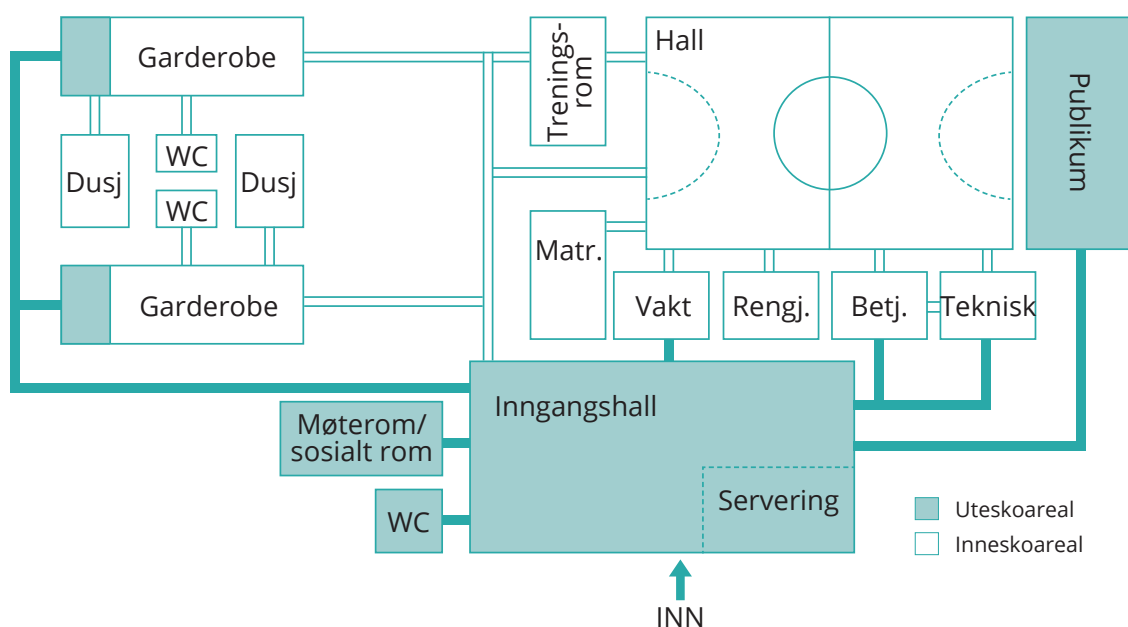 Garderobe
Trenings-
rom
Hall
Publikum
WC
Dusj
WC
Dusj
Matr.
Garderobe
Vakt
Rengj.
Betj.
Teknisk
Inngangshall
Møterom/
sosialt rom
Servering
WC
Uteskoareal
Inneskoareal
INN